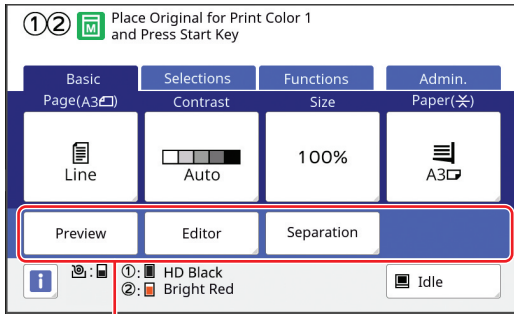 ①② M Place Original for Print Color 1
and Press Start Key
Basic Selections Functions Admin.
Page(A3) Contrast Size Paper(⚹)
Line Auto 100% A3
Preview Editor Separation
i ①: HD Black Idle
②: Bright Red